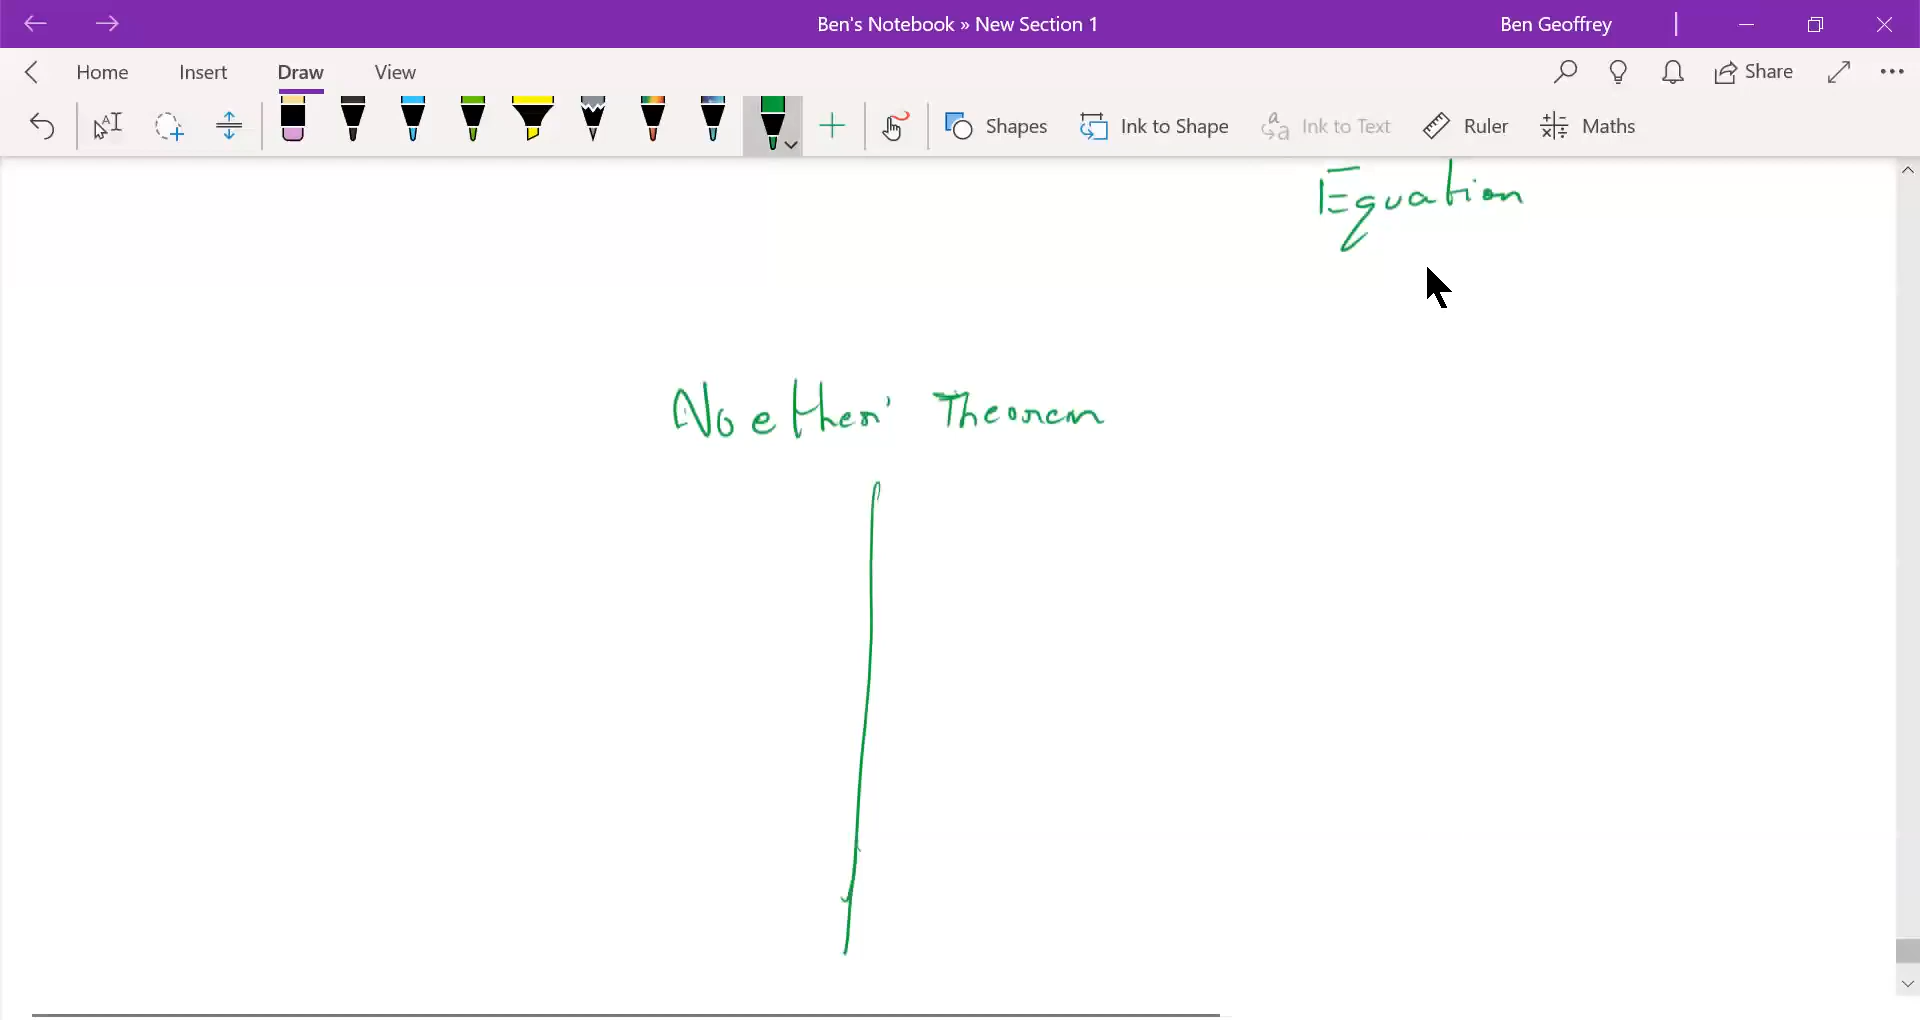 Ben's Notebook » New Section 1
Ben Geoffrey
Home Insert Draw View
Share
Shapes Ink to Shape Ink to Text Ruler Maths
Equation
Noether' Theorem